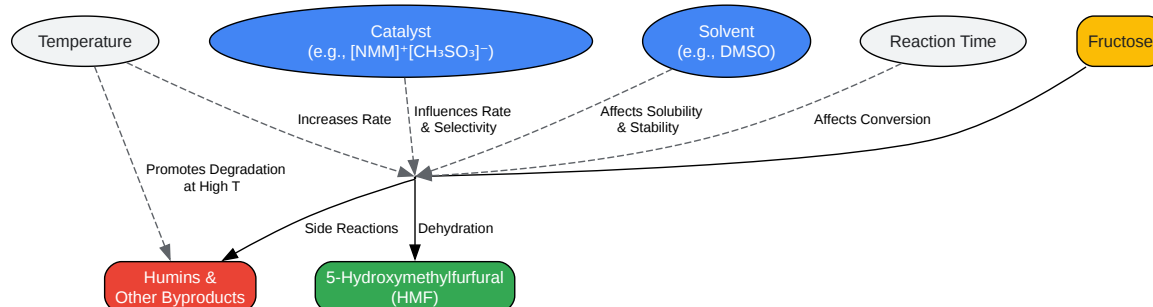 Temperature
Catalyst
(e.g., [NMM]⁺[CH₃SO₃]⁻)
Solvent
(e.g., DMSO)
Reaction Time
Fructose
Increases Rate
Influences Rate
& Selectivity
Affects Solubility
& Stability
Affects Conversion
Promotes Degradation
at High T
Side Reactions
Dehydration
Humins &
Other Byproducts
5-Hydroxymethylfurfural
(HMF)